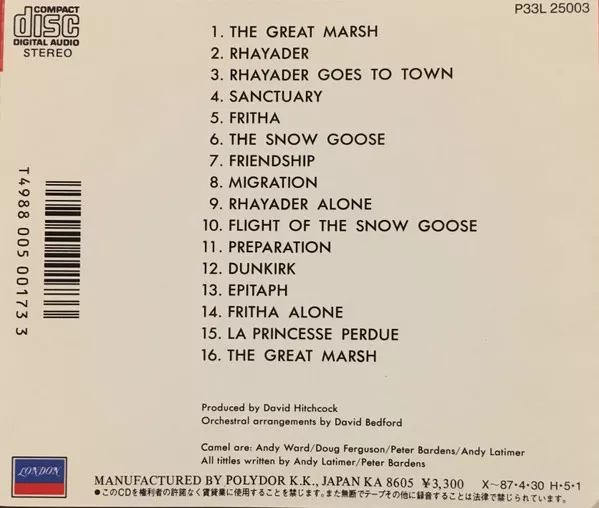 COMPACT
disc
DIGITAL AUDIO
STEREO
P33L 25003
1. THE GREAT MARSH
2. RHAYADER
3. RHAYADER GOES TO TOWN
4. SANCTUARY
5. FRITHA
6. THE SNOW GOOSE
7. FRIENDSHIP
8. MIGRATION
9. RHAYADER ALONE
10. FLIGHT OF THE SNOW GOOSE
11. PREPARATION
12. DUNKIRK
13. EPITAPH
14. FRITHA ALONE
15. LA PRINCESSE PERDUE
16. THE GREAT MARSH
T4988 005 00173 3
Produced by David Hitchcock
Orchestral arrangements by David Bedford
Camel are: Andy Ward/Doug Ferguson/Peter Bardens/Andy Latimer
All tittles written by Andy Latimer/Peter Bardens
LONDON
MANUFACTURED BY POLYDOR K.K., JAPAN KA 8605 ¥3,300 X–87·4·30 H·5·1
●このCDを権利者の許諾なく賃貸業に使用することを禁じます。また無断でテープその他に録音することは法律で禁じられています。